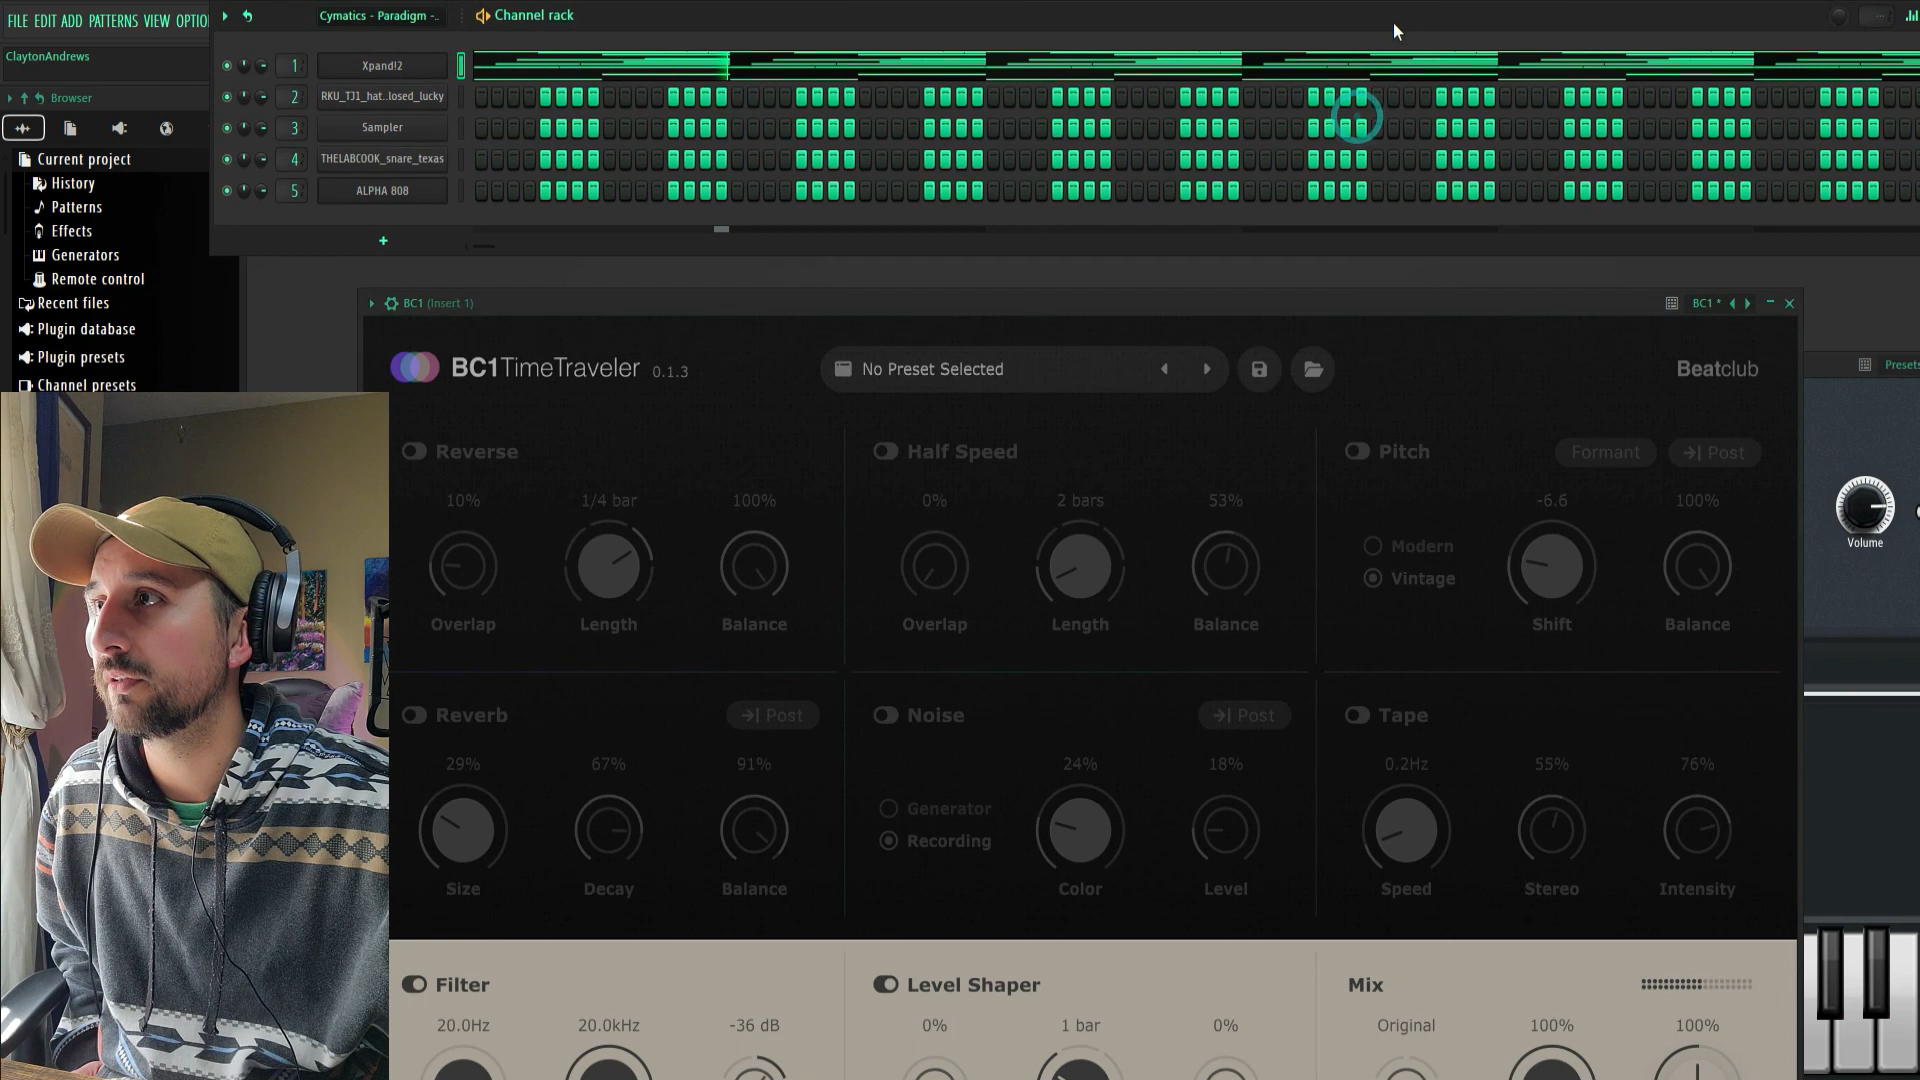 FILE EDIT ADD PATTERNS VIEW OPTIO
Cymatics - Paradigm -..
Channel rack
ClaytonAndrews
Browser
1 Xpand!2
2 RKU_TJ1_hat..losed_lucky
3 Sampler
4 THELABCOOK_snare_texas
5 ALPHA 808
+
Current project
History
Patterns
Effects
Generators
Remote control
Recent files
Plugin database
Plugin presets
Channel presets
BC1 (Insert 1)
BC1 *
BC1TimeTraveler 0.1.3
No Preset Selected
Beatclub
Presets
Volume
Reverse
10% 1/4 bar 100%
Overlap Length Balance
Half Speed
0% 2 bars 53%
Overlap Length Balance
Pitch Formant Post
-6.6 100%
Modern
Vintage
Shift Balance
Reverb Post
29% 67% 91%
Size Decay Balance
Noise Post
24% 18%
Generator
Recording
Color Level
Tape
0.2Hz 55% 76%
Speed Stereo Intensity
Filter
20.0Hz 20.0kHz -36 dB
Level Shaper
0% 1 bar 0%
Mix
Original 100% 100%